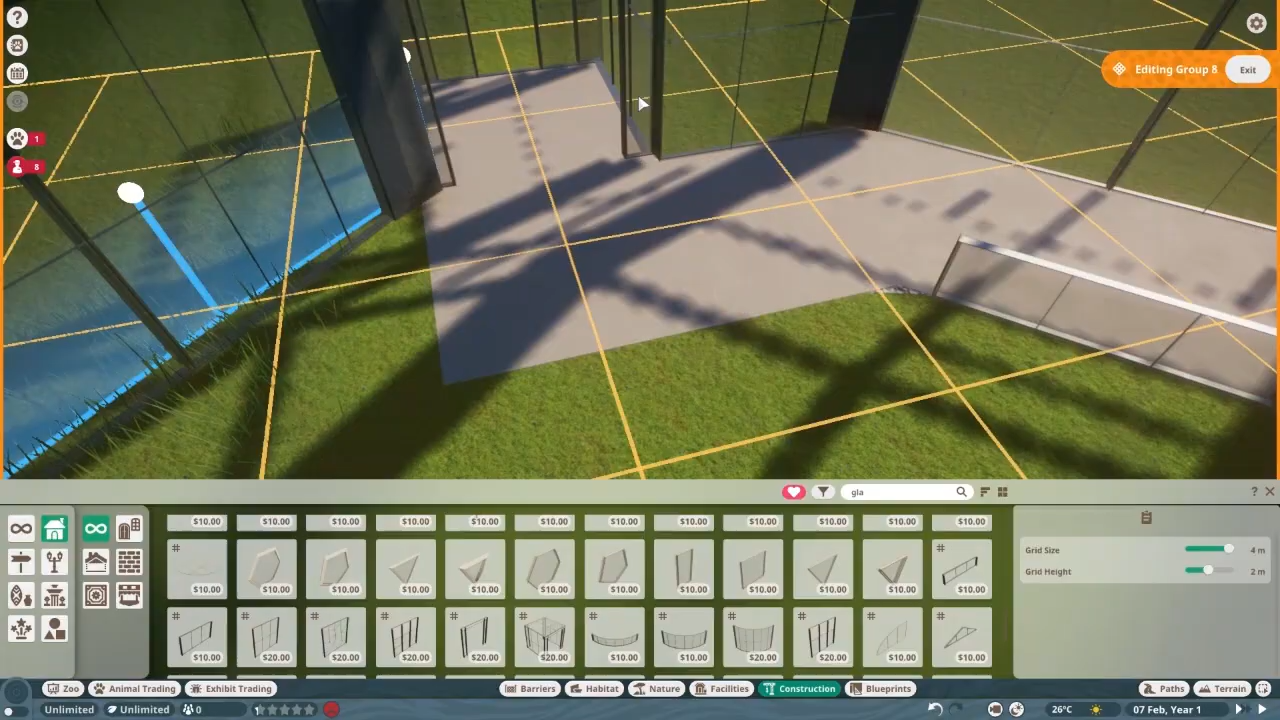 ?
Editing Group 8
Exit
1
8
gla
?
$10.00 $10.00 $10.00 $10.00 $10.00 $10.00 $10.00 $10.00 $10.00 $10.00 $10.00 $10.00
# #
$10.00 $10.00 $10.00 $10.00 $10.00 $10.00 $10.00 $10.00 $10.00 $10.00 $10.00 $10.00
# # # # # # # # # # # #
$10.00 $20.00 $20.00 $20.00 $20.00 $20.00 $10.00 $10.00 $20.00 $20.00 $10.00 $10.00
Grid Size 4 m
Grid Height 2 m
Zoo Animal Trading Exhibit Trading Barriers Habitat Nature Facilities Construction Blueprints Paths Terrain
Unlimited Unlimited 0 26°C 07 Feb, Year 1